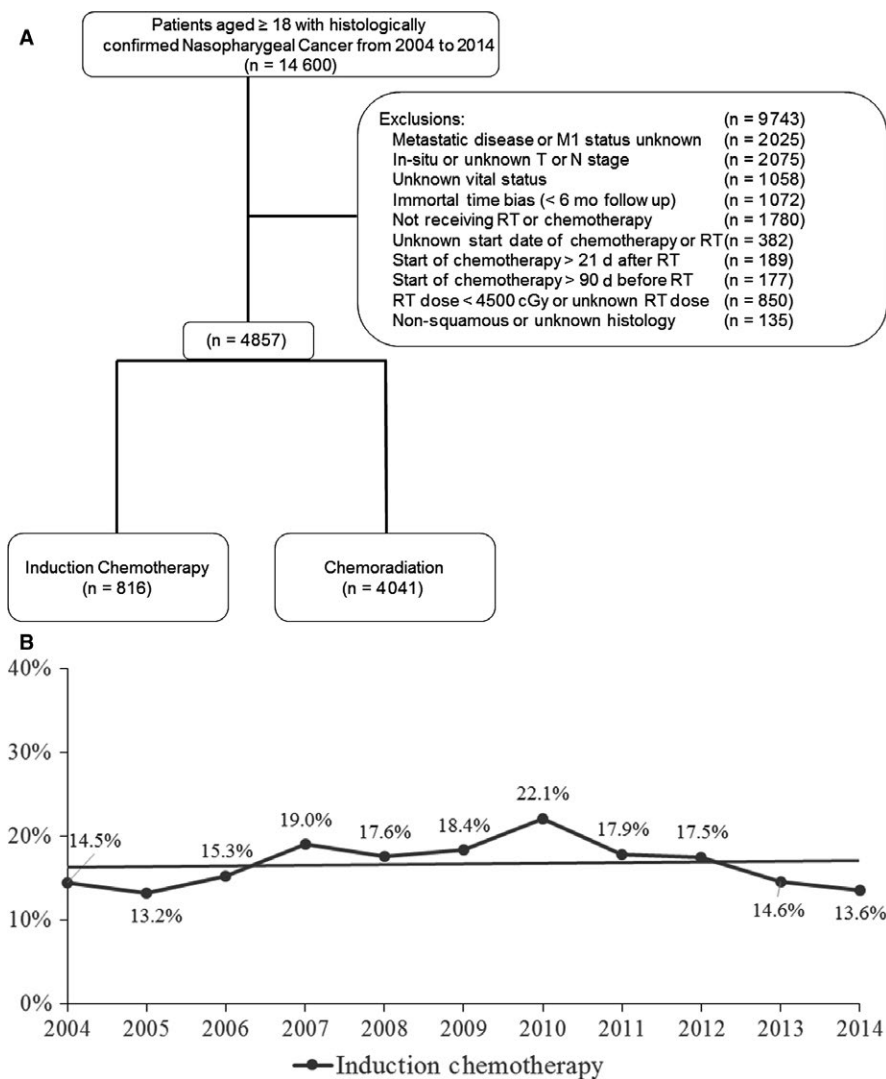 A
Patients aged ≥ 18 with histologically
confirmed Nasopharygeal Cancer from 2004 to 2014
(n = 14 600)
Exclusions: (n = 9743)
Metastatic disease or M1 status unknown (n = 2025)
In-situ or unknown T or N stage (n = 2075)
Unknown vital status (n = 1058)
Immortal time bias (< 6 mo follow up) (n = 1072)
Not receiving RT or chemotherapy (n = 1780)
Unknown start date of chemotherapy or RT (n = 382)
Start of chemotherapy > 21 d after RT (n = 189)
Start of chemotherapy > 90 d before RT (n = 177)
RT dose < 4500 cGy or unknown RT dose (n = 850)
Non-squamous or unknown histology (n = 135)
(n = 4857)
Induction Chemotherapy
(n = 816)
Chemoradiation
(n = 4041)
B
40%
30%
20%
10%
0%
14.5%
13.2%
15.3%
19.0%
17.6%
18.4%
22.1%
17.9%
17.5%
14.6%
13.6%
2004 2005 2006 2007 2008 2009 2010 2011 2012 2013 2014
Induction chemotherapy